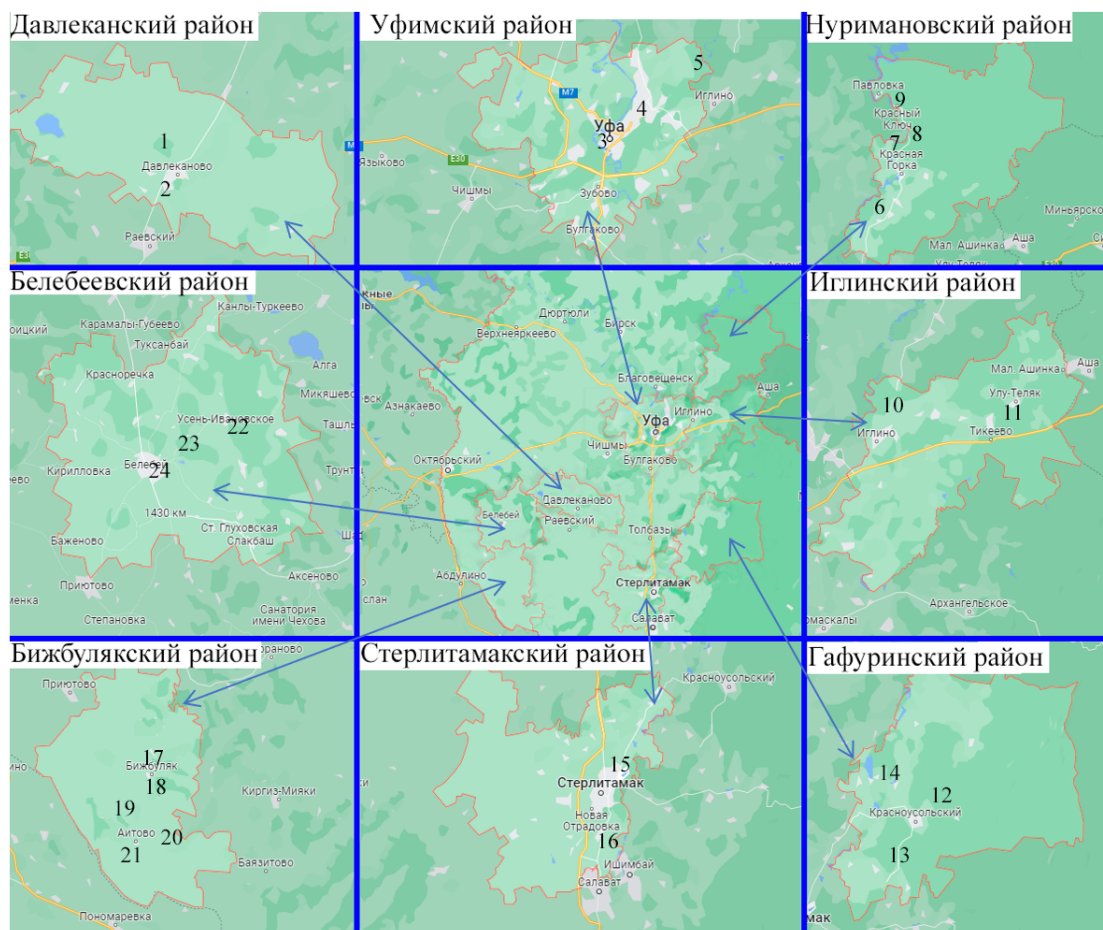 Давлеканский район
1
Давлеканово
2
Раевский
Уфимский район
5
M7
Иглино
4
Уфа
3
Языково
E30
Чишмы
Зубово
Булгаково
Нуримановский район
Павловка
9
Красный
Ключ
8
7
Красная
Горка
6
Миньярско
Мал. Ашинка
Аша
Улу-Теляк
Белебеевский район
Канлы-Туркеево
Карамалы-Губеево
Туксанбай
Алга
Красноречка
Микяшево
Усень-Ивановское
22
23
Белебей
Кирилловка
24
1430 км
Ст. Глуховская
Слакбаш
Баженово
Аксеново
Приютово
Санатория
имени Чехова
Степановка
Дюртюли
Верхнеяркеево
Бирск
Благовещенск
Аша
Азнакаево
Иглино
Уфа
Чишмы
Октябрьский
Булгаково
Давлеканово
Белебей
Раевский
Толбазы
Абдулино
Стерлитамак
Салават
Иглинский район
Аша
Мал. Ашинка
10
Улу-Теляк
11
Иглино
Тикеево
Архангельское
Бижбулякский район
Приютово
17
Бижбуляк
18
Киргиз-Мияки
19
Аитово
20
21
Баязитово
Пономаревка
Стерлитамакский район
Красноусольский
15
Стерлитамак
Новая
Отрадовка
16
Ишимбай
Салават
Гафуринский район
14
12
Красноусольский
13